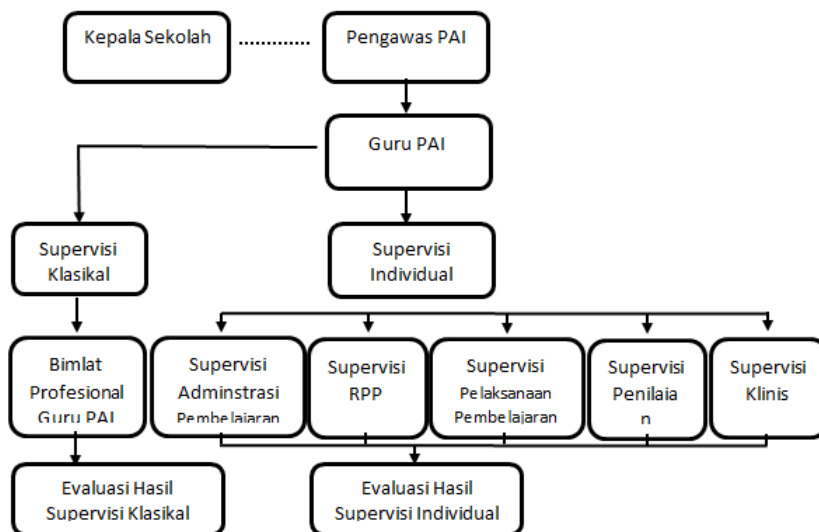 Kepala Sekolah
Pengawas PAI
Guru PAI
Supervisi
Klasikal
Supervisi
Individual
Bimlat
Profesional
Guru PAI
Supervisi
Adminstrasi
Pembelajaran
Supervisi
RPP
Supervisi
Pelaksanaan
Pembelajaran
Supervisi
Penilaia
n
Supervisi
Klinis
Evaluasi Hasil
Supervisi Klasikal
Evaluasi Hasil
Supervisi Individual